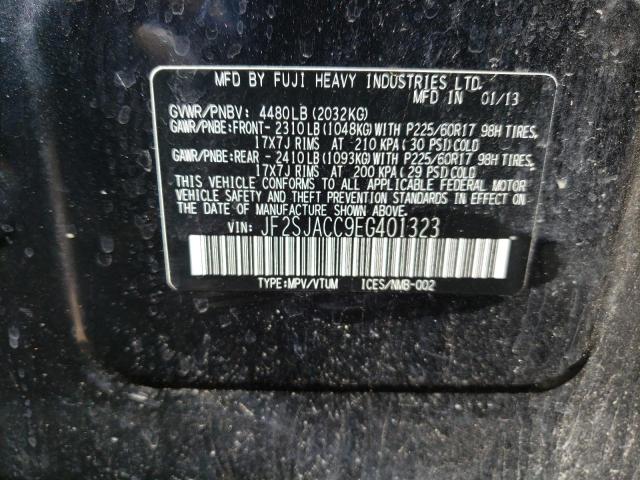 MFD BY FUJI HEAVY INDUSTRIES LTD.
MFD IN 01/13
GVWR/PNBV: 4480LB(2032KG)
GAWR/PNBE:FRONT- 2310LB(1048KG)WITH P225/60R17 98H TIRES,
17X7J RIMS AT 210 KPA(30 PSI)COLD
GAWR/PNBE:REAR - 2410LB(1093KG)WITH P225/60R17 98H TIRES,
17X7J RIMS AT 200 KPA(29 PSI)COLD
THIS VEHICLE CONFORMS TO ALL APPLICABLE FEDERAL MOTOR
VEHICLE SAFETY AND THEFT PREVENTION STANDARDS IN EFFECT ON
THE DATE OF MANUFACTURE SHOWN ABOVE.
VIN: JF2SJACC9EG401323
TYPE:MPV/VTUM ICES/NMB-002